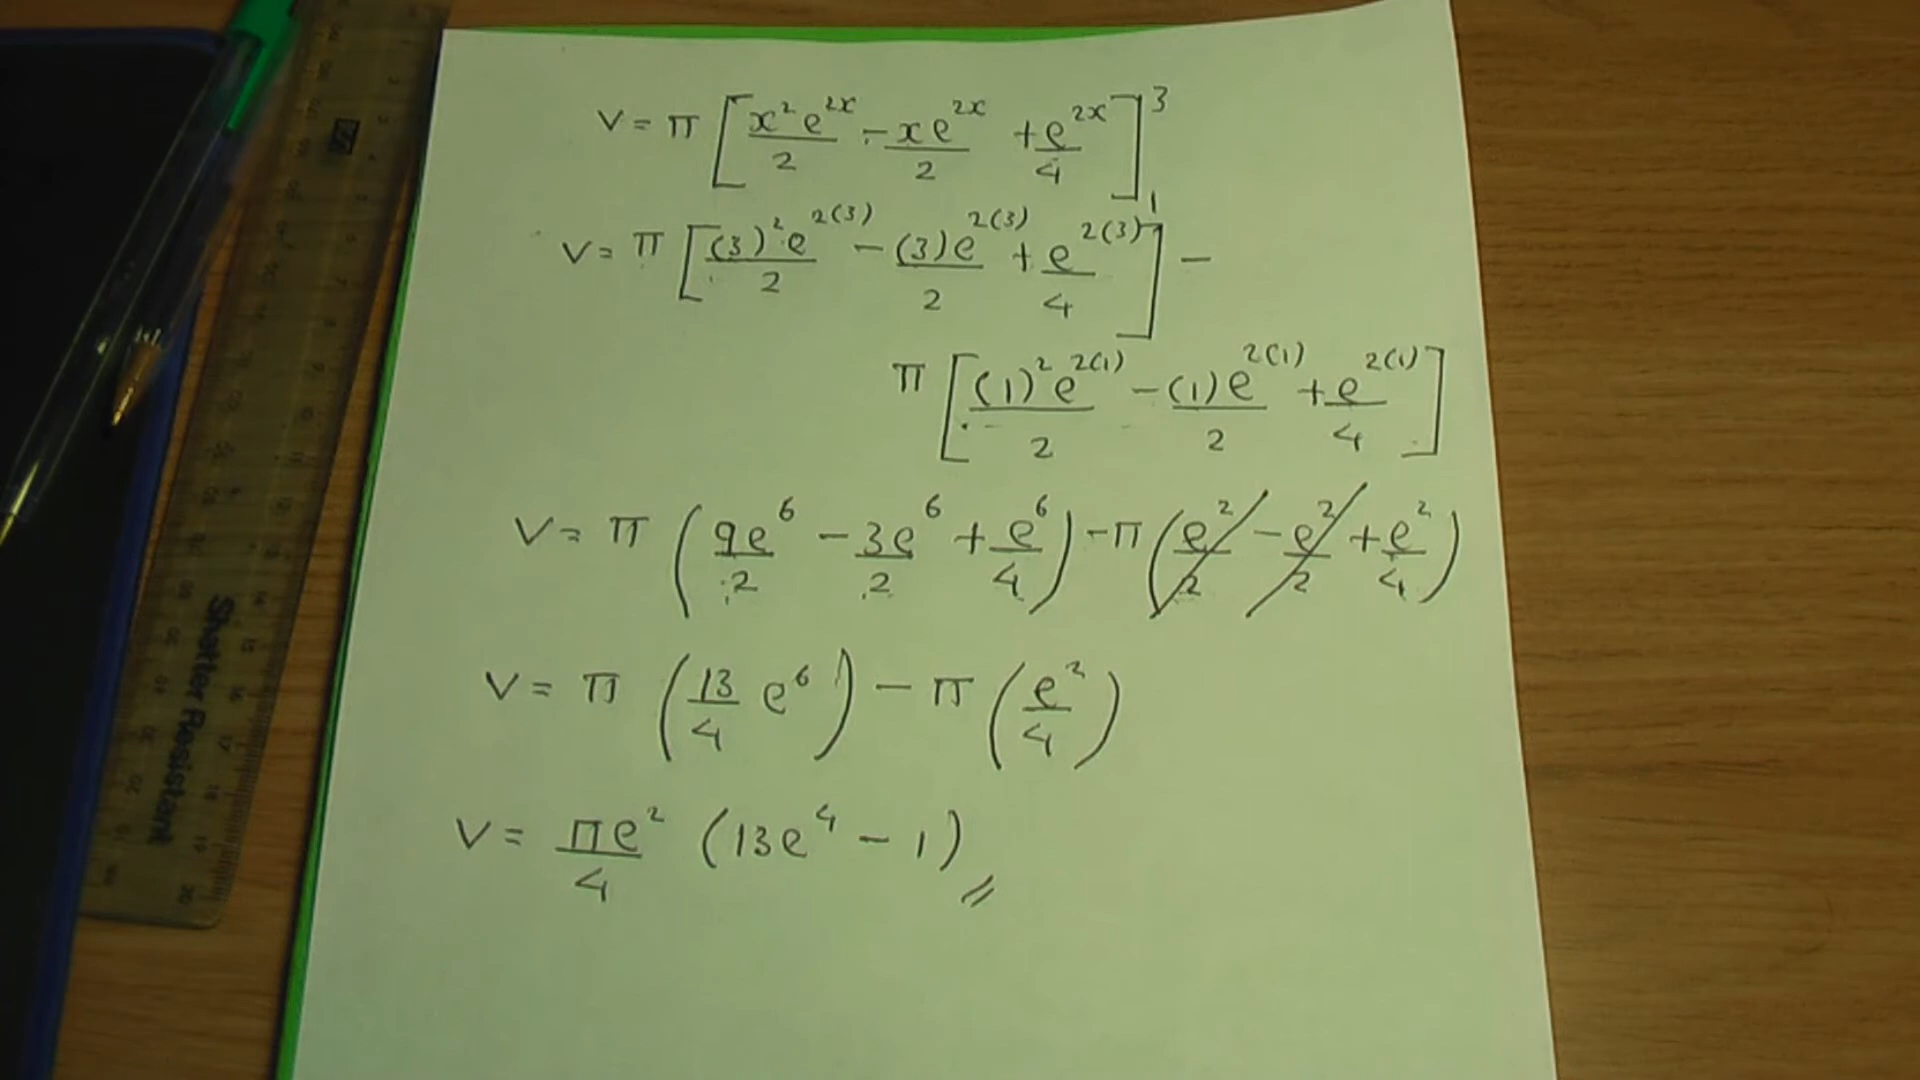 V = π [x²e²ˣ/2 - xe²ˣ/2 + e²ˣ/4]³₁
V = π [(3)²e²⁽³⁾/2 - (3)e²⁽³⁾/2 + e²⁽³⁾/4] -
π [(1)²e²⁽¹⁾/2 - (1)e²⁽¹⁾/2 + e²⁽¹⁾/4]
V = π (9e⁶/2 - 3e⁶/2 + e⁶/4) - π (e²/2 - e²/2 + e²/4)
V = π (13/4 e⁶) - π (e²/4)
V = πe²/4 (13e⁴ - 1)
Shatter Resistant